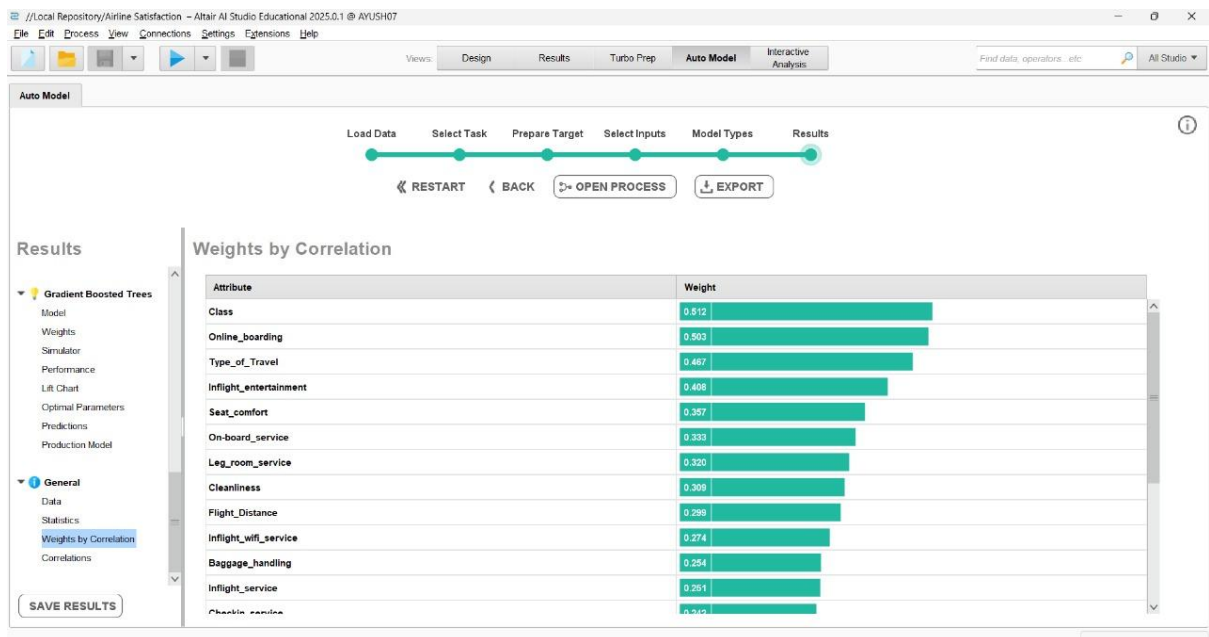 //Local Repository/Airline Satisfaction – Altair AI Studio Educational 2025.0.1 @ AYUSH07
File Edit Process View Connections Settings Extensions Help
Views: Design Results Turbo Prep Auto Model Interactive Analysis Find data, operators...etc All Studio
Auto Model
Load Data Select Task Prepare Target Select Inputs Model Types Results
RESTART BACK OPEN PROCESS EXPORT
Results
Gradient Boosted Trees
Model
Weights
Simulator
Performance
Lift Chart
Optimal Parameters
Predictions
Production Model
General
Data
Statistics
Weights by Correlation
Correlations
SAVE RESULTS
Weights by Correlation
Attribute Weight
Class 0.512
Online_boarding 0.503
Type_of_Travel 0.467
Inflight_entertainment 0.408
Seat_comfort 0.357
On-board_service 0.333
Leg_room_service 0.320
Cleanliness 0.309
Flight_Distance 0.299
Inflight_wifi_service 0.274
Baggage_handling 0.254
Inflight_service 0.251
Checkin_service 0.242